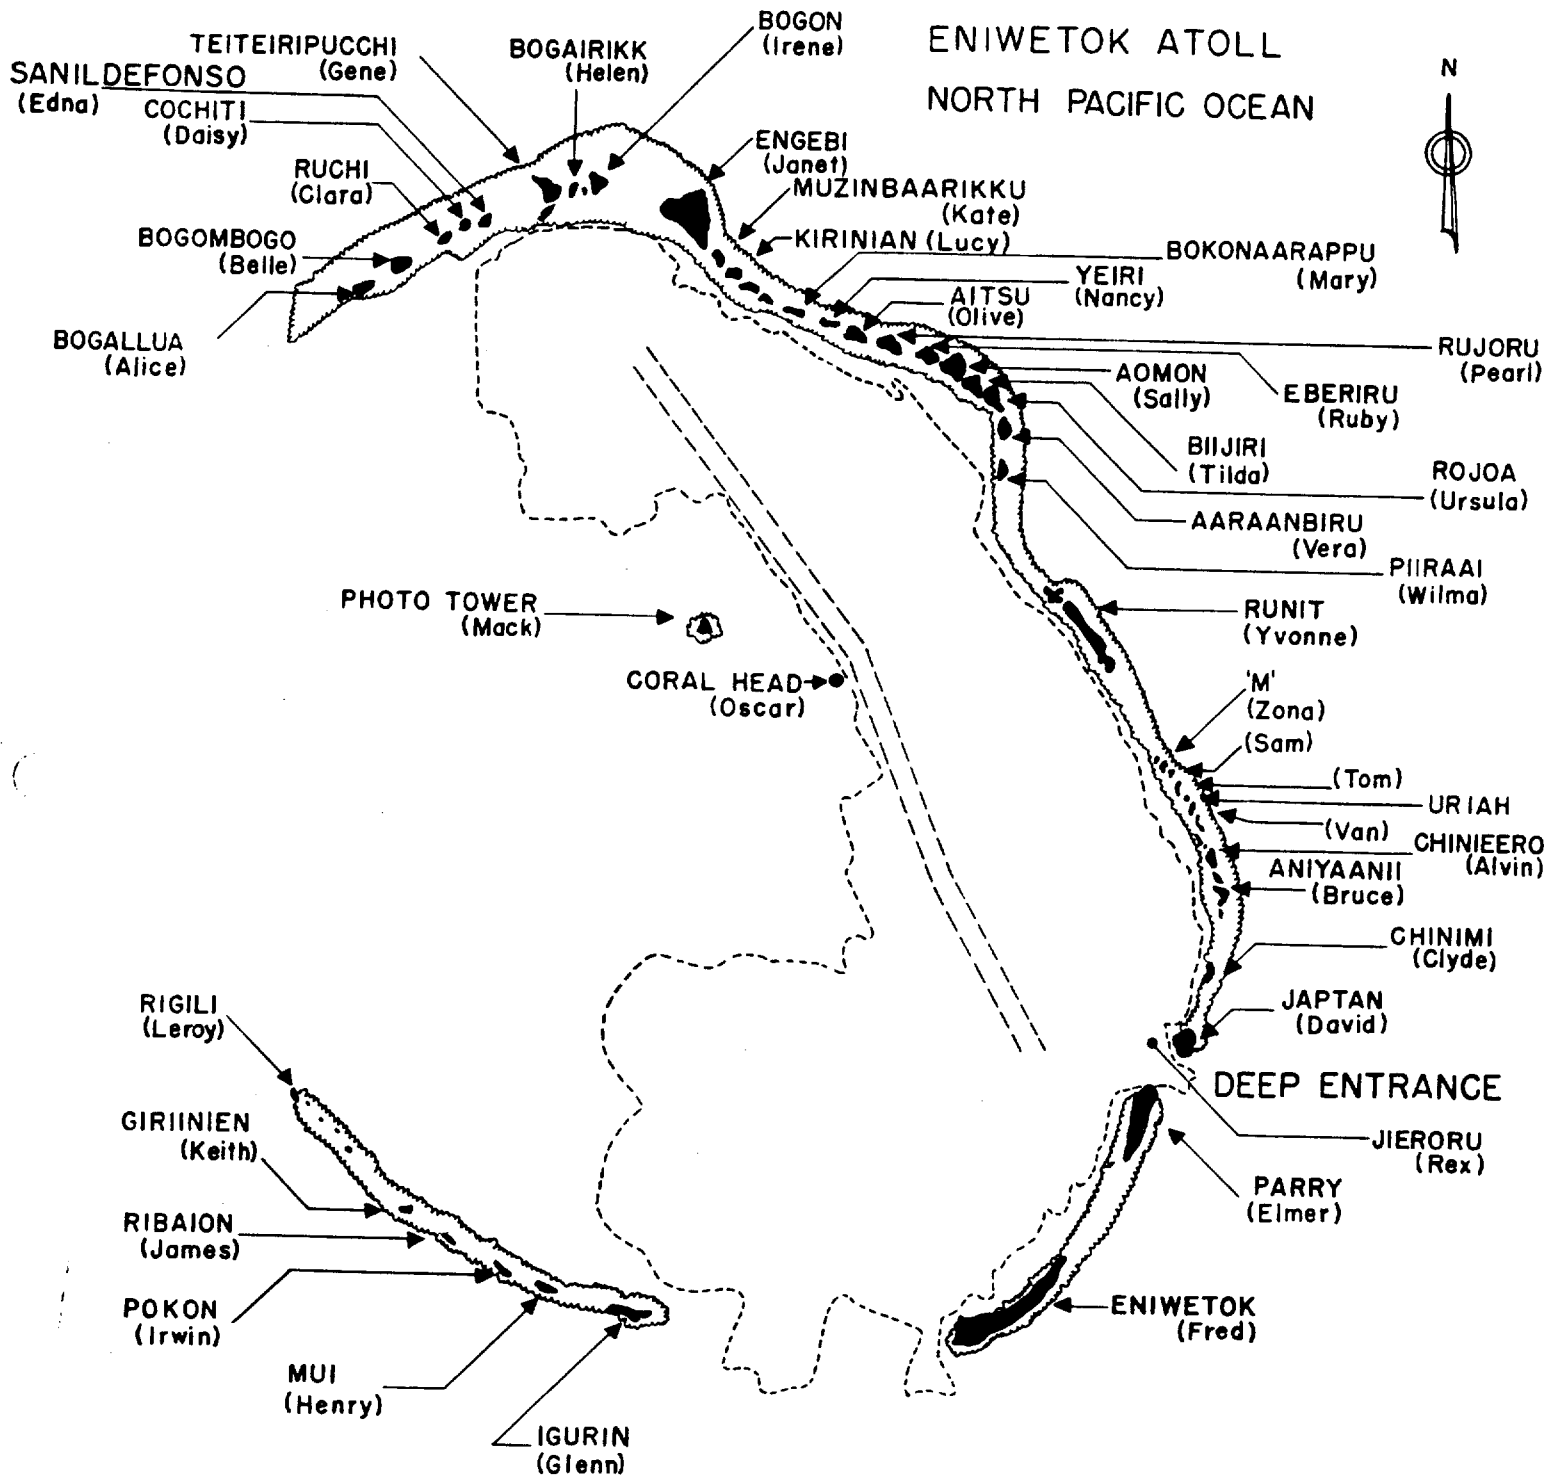 ENIWETOK ATOLL
NORTH PACIFIC OCEAN
N
TEITEIRIPUCCHI
(Gene)
BOGAIRIKK
(Helen)
BOGON
(Irene)
SANILDEFONSO
(Edna)
COCHITI
(Daisy)
RUCHI
(Clara)
BOGOMBOGO
(Belle)
BOGALLUA
(Alice)
ENGEBI
(Janet)
MUZINBAARIKKU
(Kate)
KIRINIAN (Lucy)
BOKONAARAPPU
(Mary)
YEIRI
(Nancy)
AITSU
(Olive)
RUJORU
(Pearl)
EBERIRU
(Ruby)
AOMON
(Sally)
BIIJIRI
(Tilda)
ROJOA
(Ursula)
AARAANBIRU
(Vera)
PIIRAAI
(Wilma)
RUNIT
(Yvonne)
PHOTO TOWER
(Mack)
CORAL HEAD
(Oscar)
'M'
(Zona)
(Sam)
(Tom)
URIAH
(Van)
CHINIEERO
(Alvin)
ANIYAANII
(Bruce)
CHINIMI
(Clyde)
JAPTAN
(David)
DEEP ENTRANCE
JIERORU
(Rex)
PARRY
(Elmer)
ENIWETOK
(Fred)
RIGILI
(Leroy)
GIRIINIEN
(Keith)
RIBAION
(James)
POKON
(Irwin)
MUI
(Henry)
IGURIN
(Glenn)